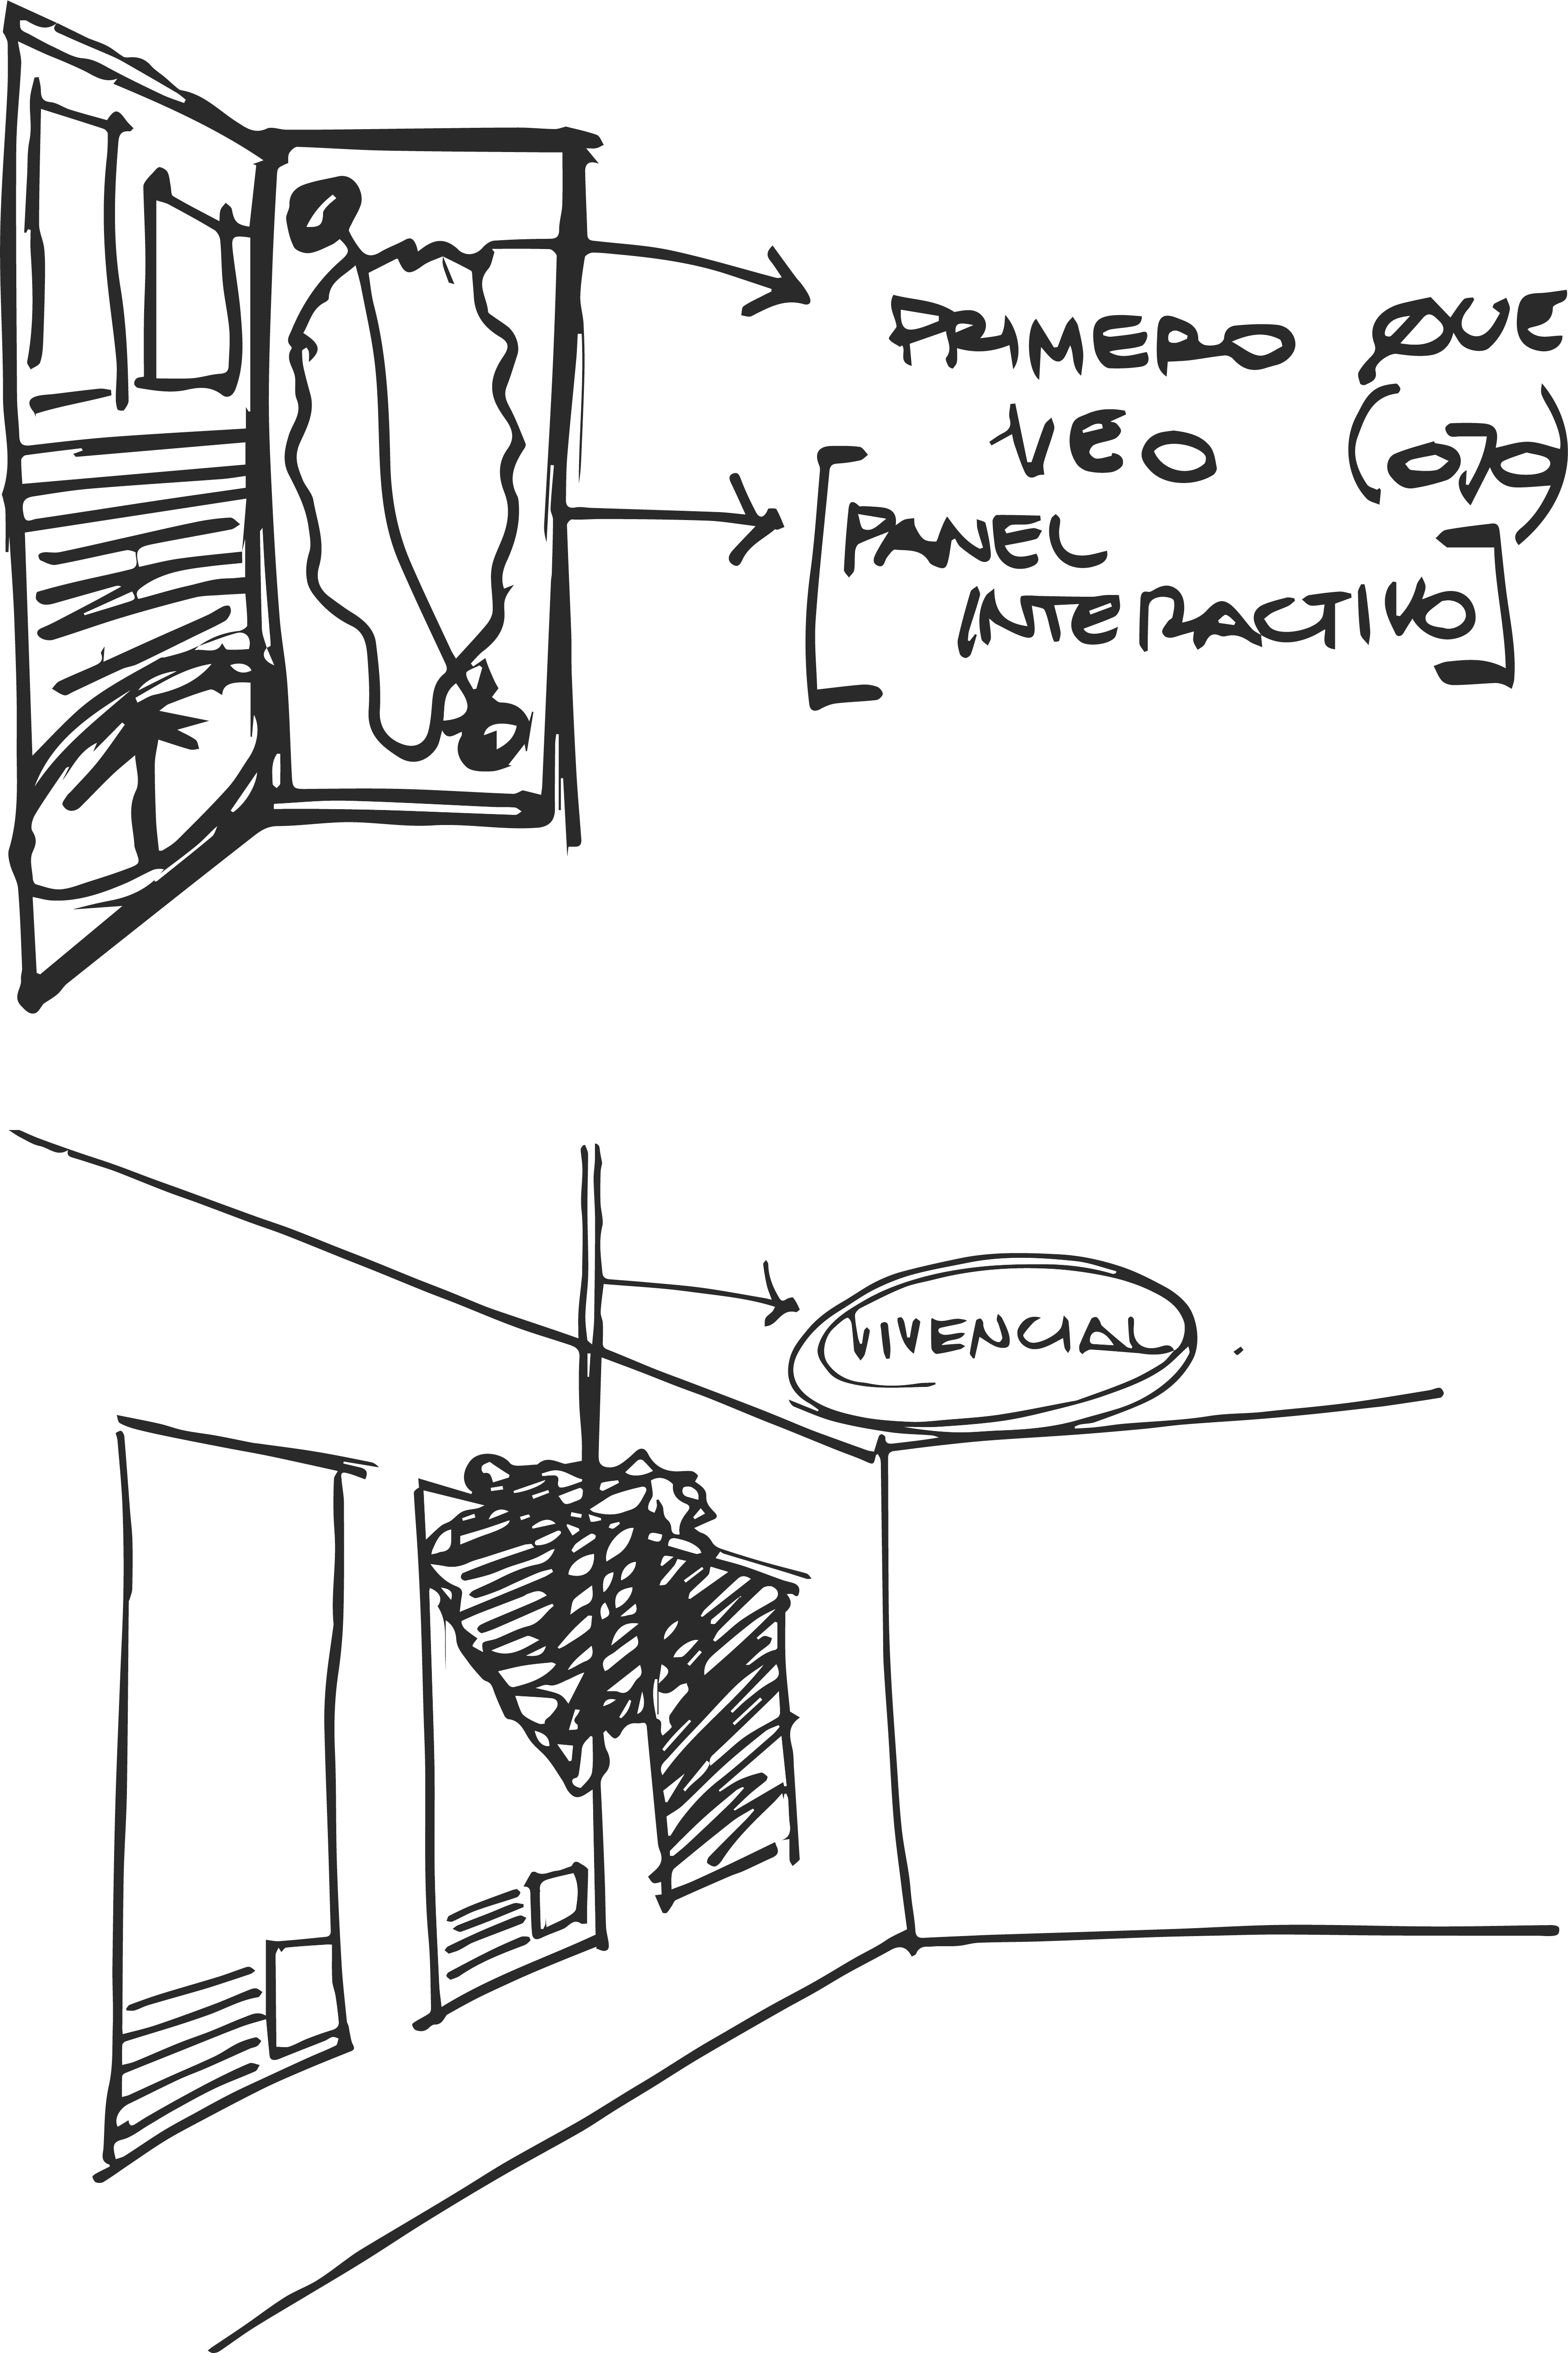 PRIMERO QUE
VEO (OJO)
[PANEL
INTERACTIVO]
VIVENCIAL